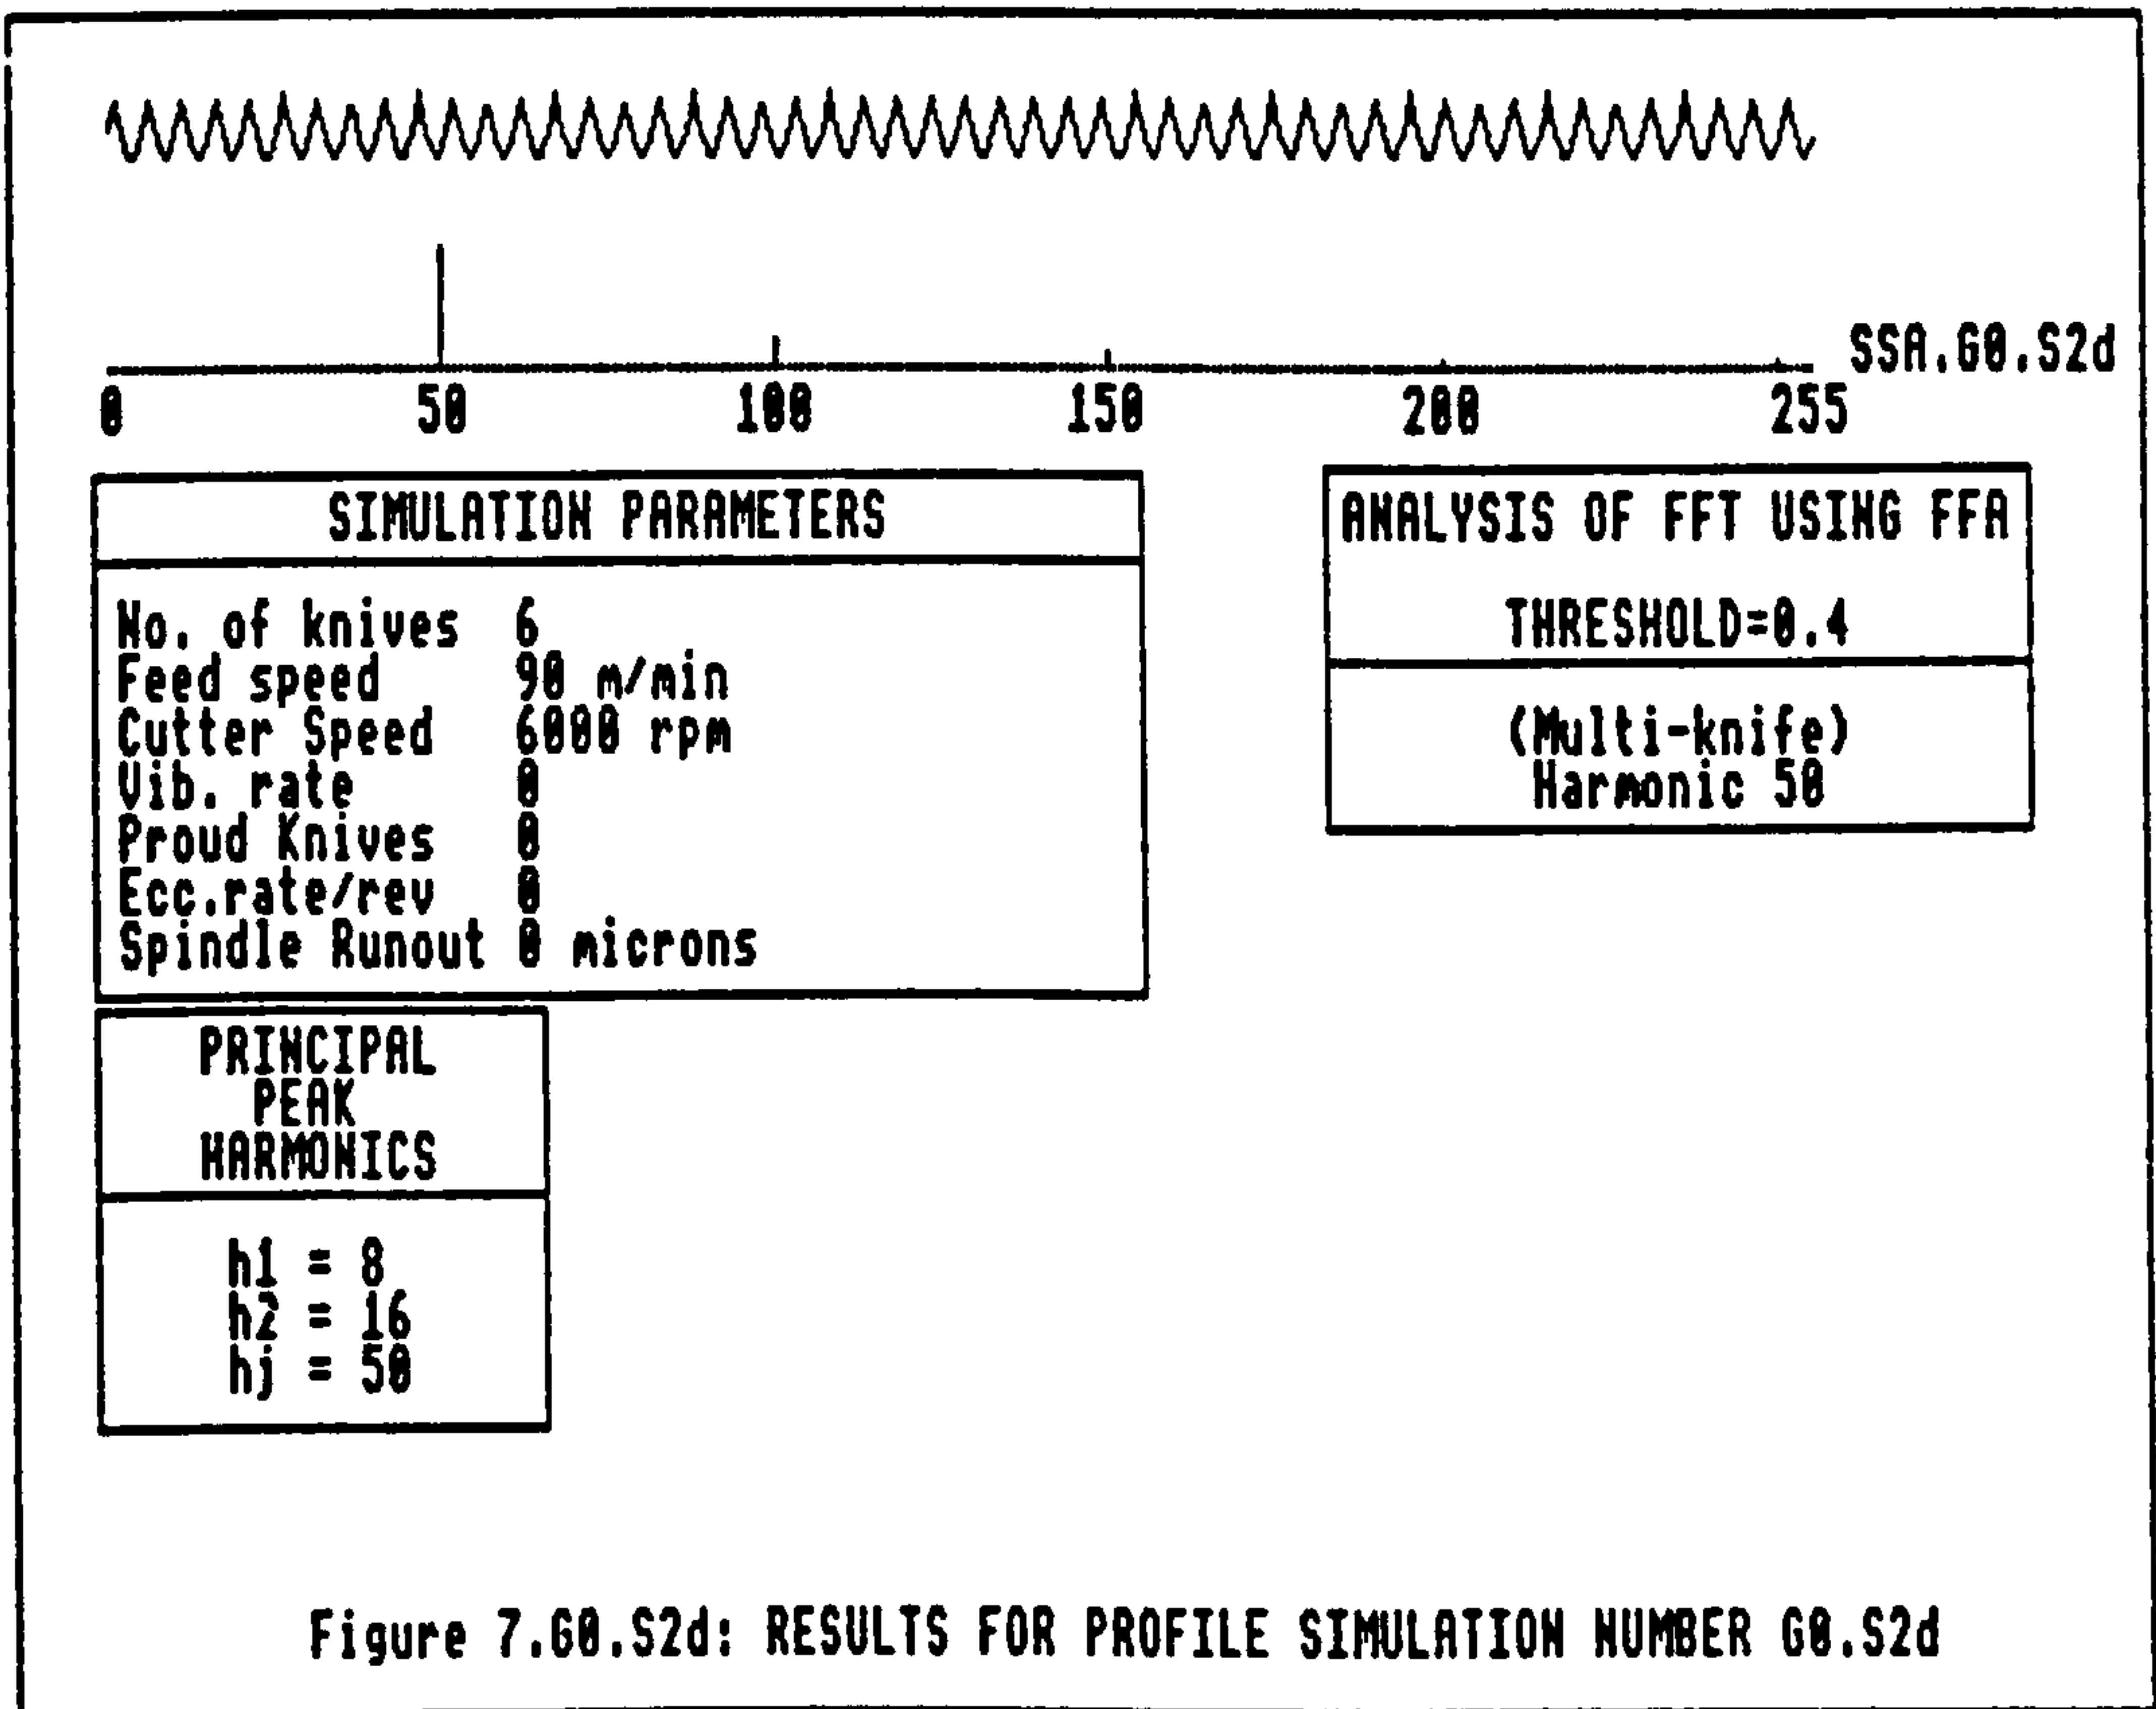 SSA.G0.S2d
0 50 100 150 200 255
SIMULATION PARAMETERS
No. of knives 6
Feed speed 90 m/min
Cutter Speed 6000 rpm
Vib. rate 0
Proud Knives 0
Ecc.rate/rev 0
Spindle Runout 0 microns
ANALYSIS OF FFT USING FFA
THRESHOLD=0.4
(Multi-knife)
Harmonic 50
PRINCIPAL
PEAK
HARMONICS
h1 = 8
h2 = 16
hj = 50
Figure 7.G0.S2d: RESULTS FOR PROFILE SIMULATION NUMBER G0.S2d